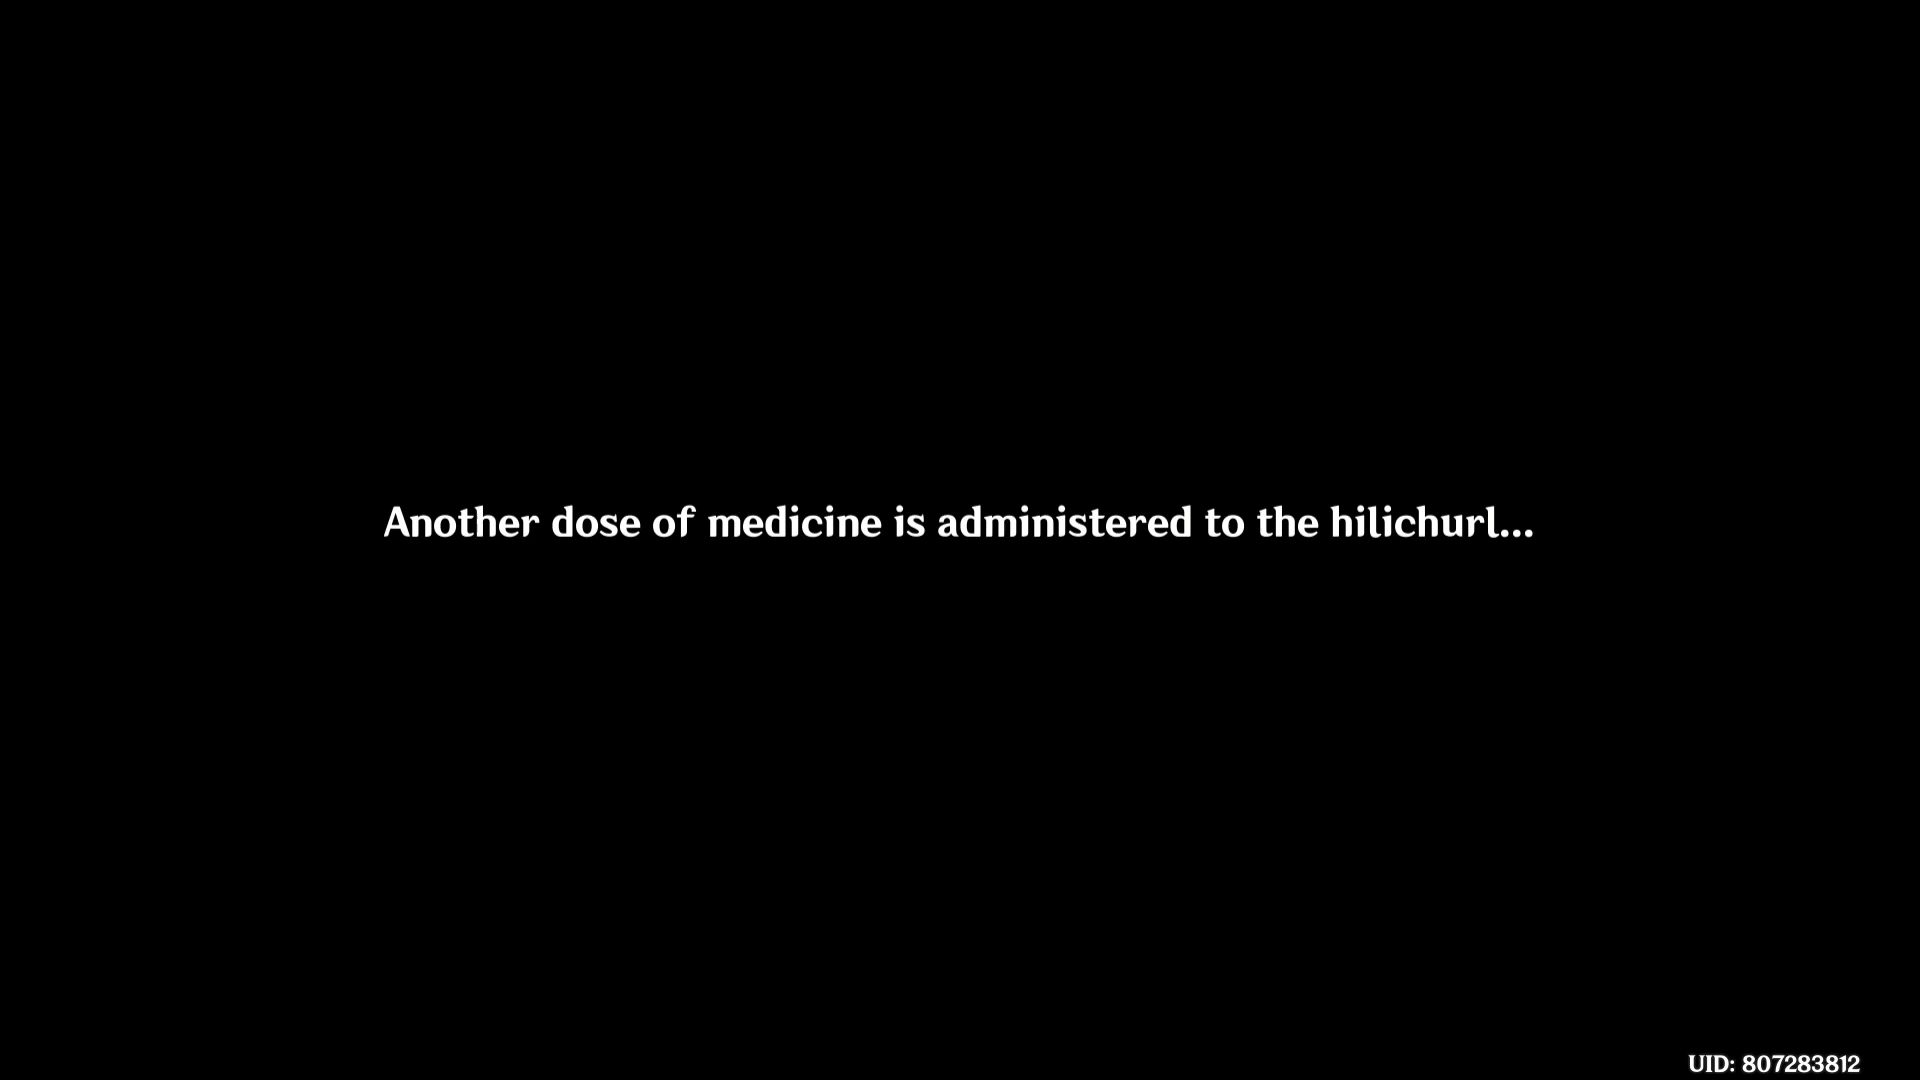 Another dose of medicine is administered to the hilichurl...
UID: 807283812